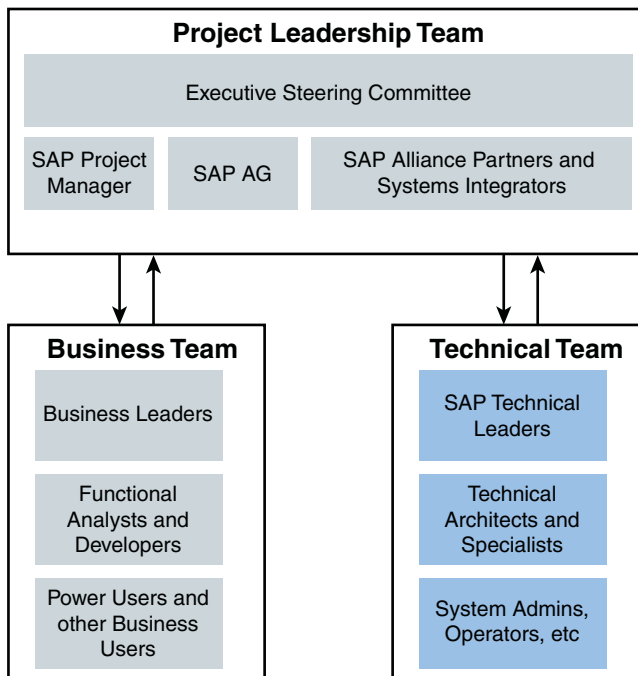 Project Leadership Team
Executive Steering Committee
SAP Project
Manager
SAP AG
SAP Alliance Partners and
Systems Integrators
Business Team
Business Leaders
Functional
Analysts and
Developers
Power Users and
other Business
Users
Technical Team
SAP Technical
Leaders
Technical
Architects and
Specialists
System Admins,
Operators, etc